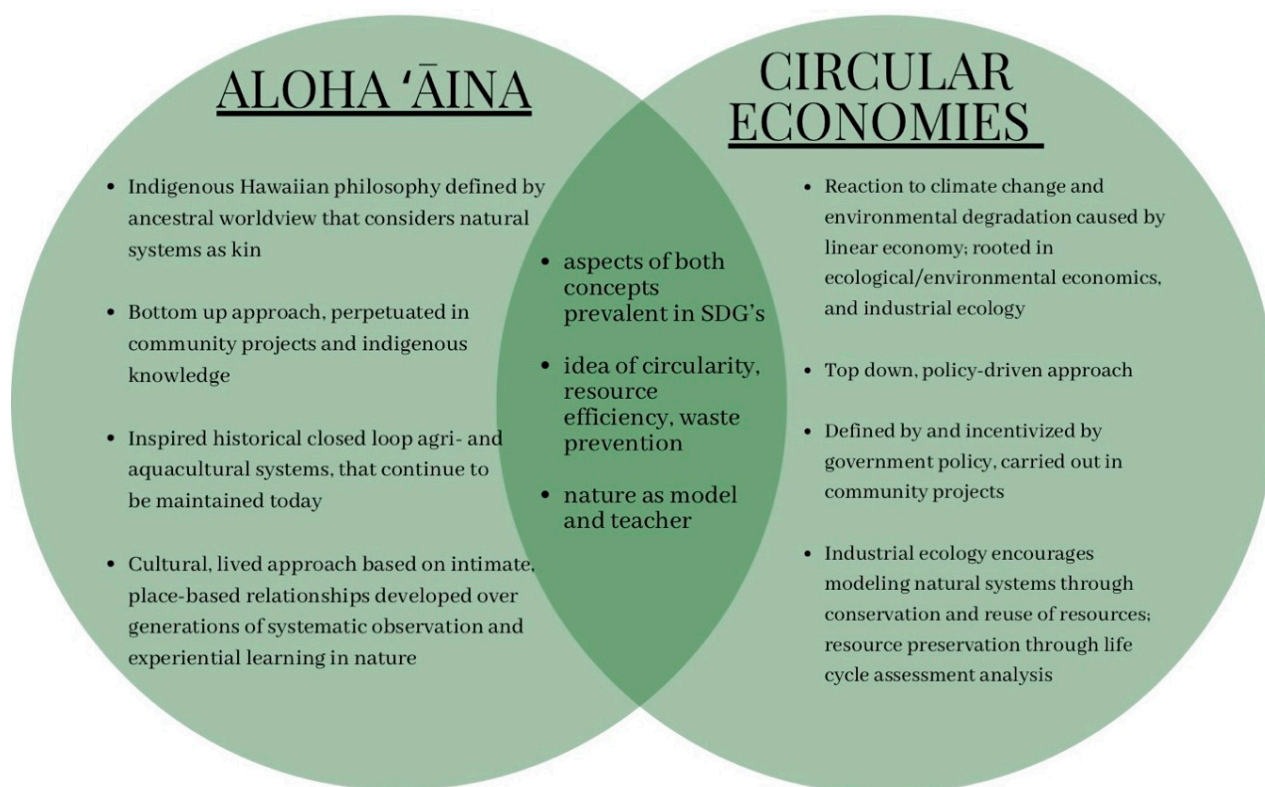 ALOHA ʻĀINA
• Indigenous Hawaiian philosophy defined by
ancestral worldview that considers natural
systems as kin
• Bottom up approach, perpetuated in
community projects and indigenous
knowledge
• Inspired historical closed loop agri- and
aquacultural systems, that continue to
be maintained today
• Cultural, lived approach based on intimate,
place-based relationships developed over
generations of systematic observation and
experiential learning in nature
• aspects of both
concepts
prevalent in SDG's
• idea of circularity,
resource
efficiency, waste
prevention
• nature as model
and teacher
CIRCULAR
ECONOMIES
• Reaction to climate change and
environmental degradation caused by
linear economy; rooted in
ecological/environmental economics,
and industrial ecology
• Top down, policy-driven approach
• Defined by and incentivized by
government policy, carried out in
community projects
• Industrial ecology encourages
modeling natural systems through
conservation and reuse of resources;
resource preservation through life
cycle assessment analysis